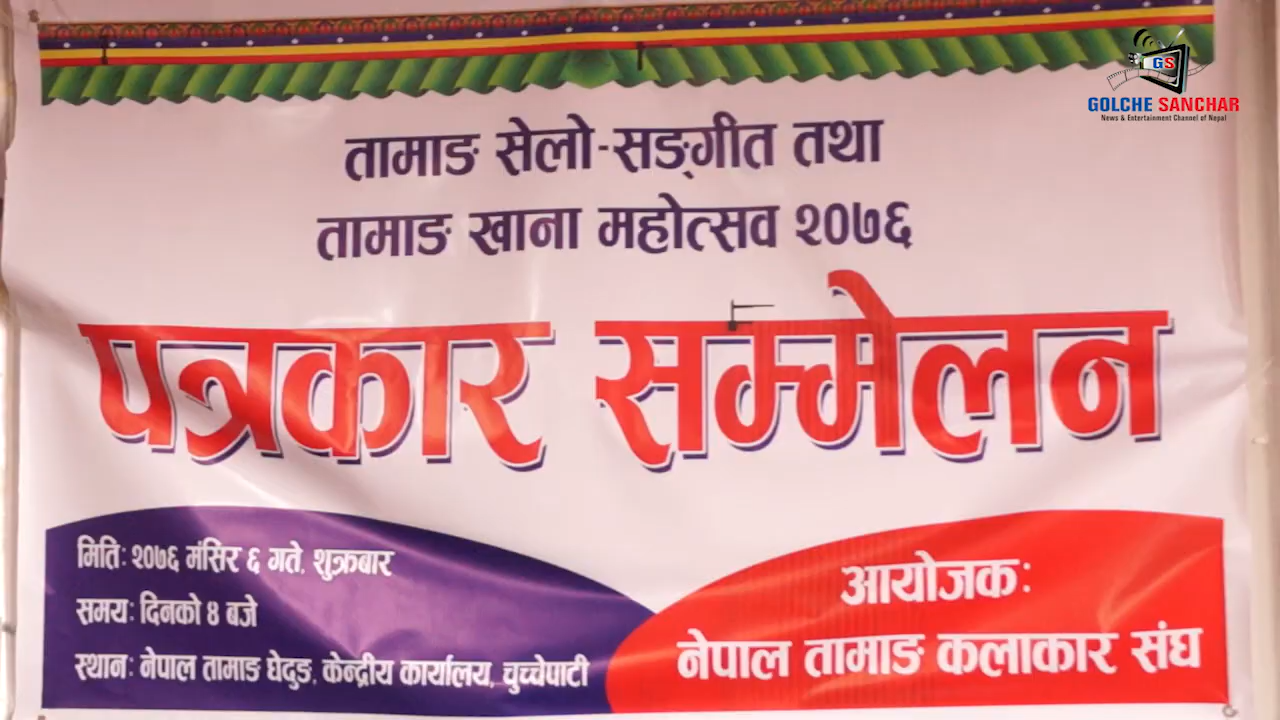 GS
GOLCHE SANCHAR
News & Entertainment Channel of Nepal
तामाङ सेलो-सङ्गीत तथा
तामाङ खाना महोत्सव २०७६
पत्रकार सम्मेलन
मिति: २०७६ मंसिर ६ गते, शुक्रबार
समय: दिनको ४ बजे
स्थान: नेपाल तामाङ घेदुङ, केन्द्रीय कार्यालय, चुच्चेपाटी
आयोजक:
नेपाल तामाङ कलाकार संघ